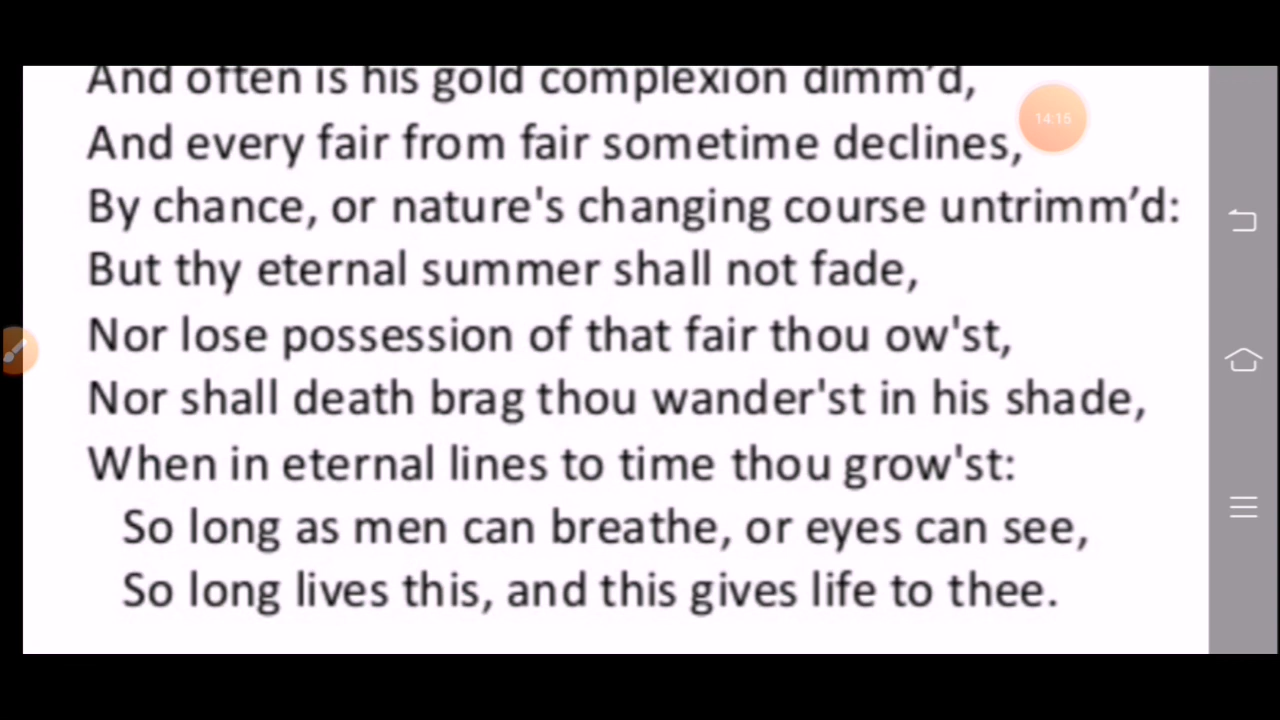 And often is his gold complexion dimm’d,
14:15
And every fair from fair sometime declines,
By chance, or nature's changing course untrimm’d:
But thy eternal summer shall not fade,
Nor lose possession of that fair thou ow'st,
Nor shall death brag thou wander'st in his shade,
When in eternal lines to time thou grow'st:
So long as men can breathe, or eyes can see,
So long lives this, and this gives life to thee.